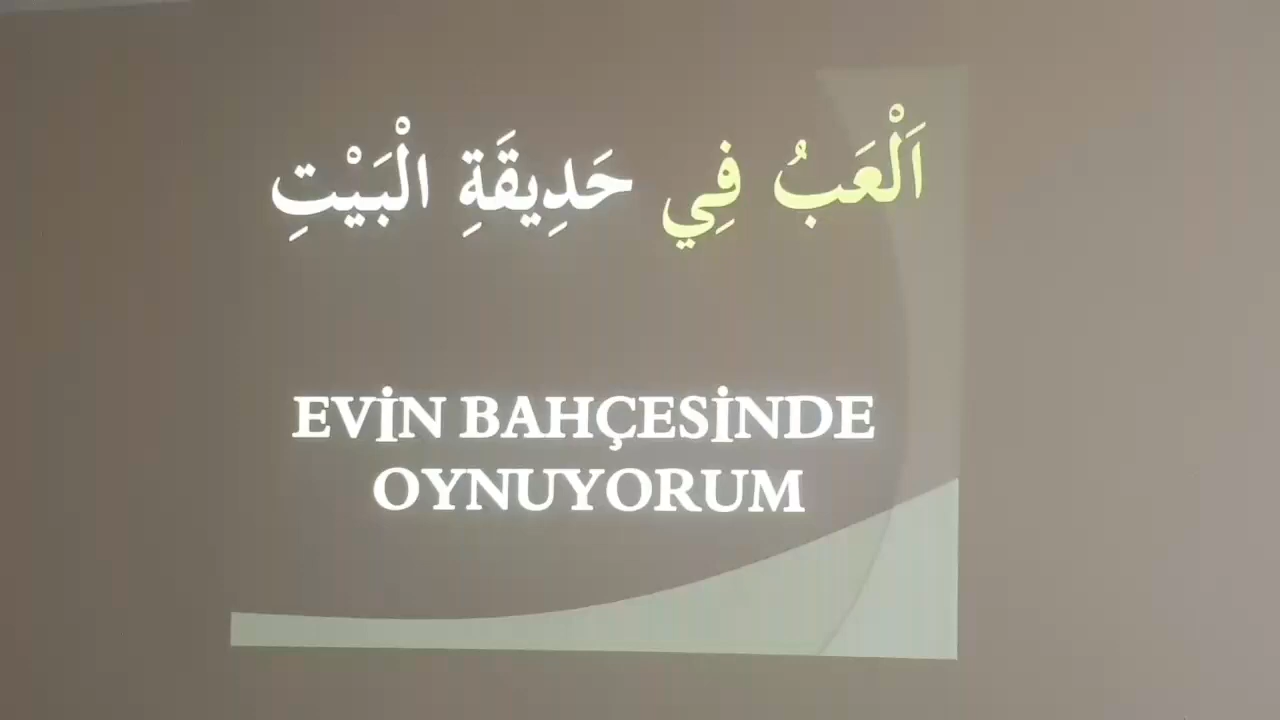 اَلْعَبُ فِي حَدِيقَةِ الْبَيْتِ
EVİN BAHÇESİNDE
OYNUYORUM